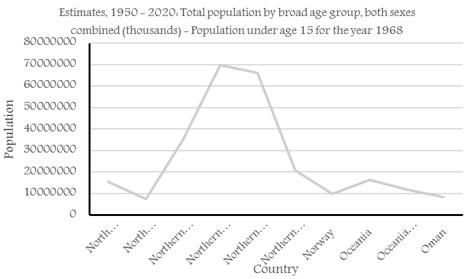 Estimates, 1950 - 2020: Total population by broad age group, both sexes
combined (thousands) - Population under age 15 for the year 1968
80000000
70000000
60000000
50000000
40000000
30000000
20000000
10000000
0
Population
North...
North...
Northern...
Northern...
Northern...
Northern...
Norway
Oceania
Oceania...
Oman
Country